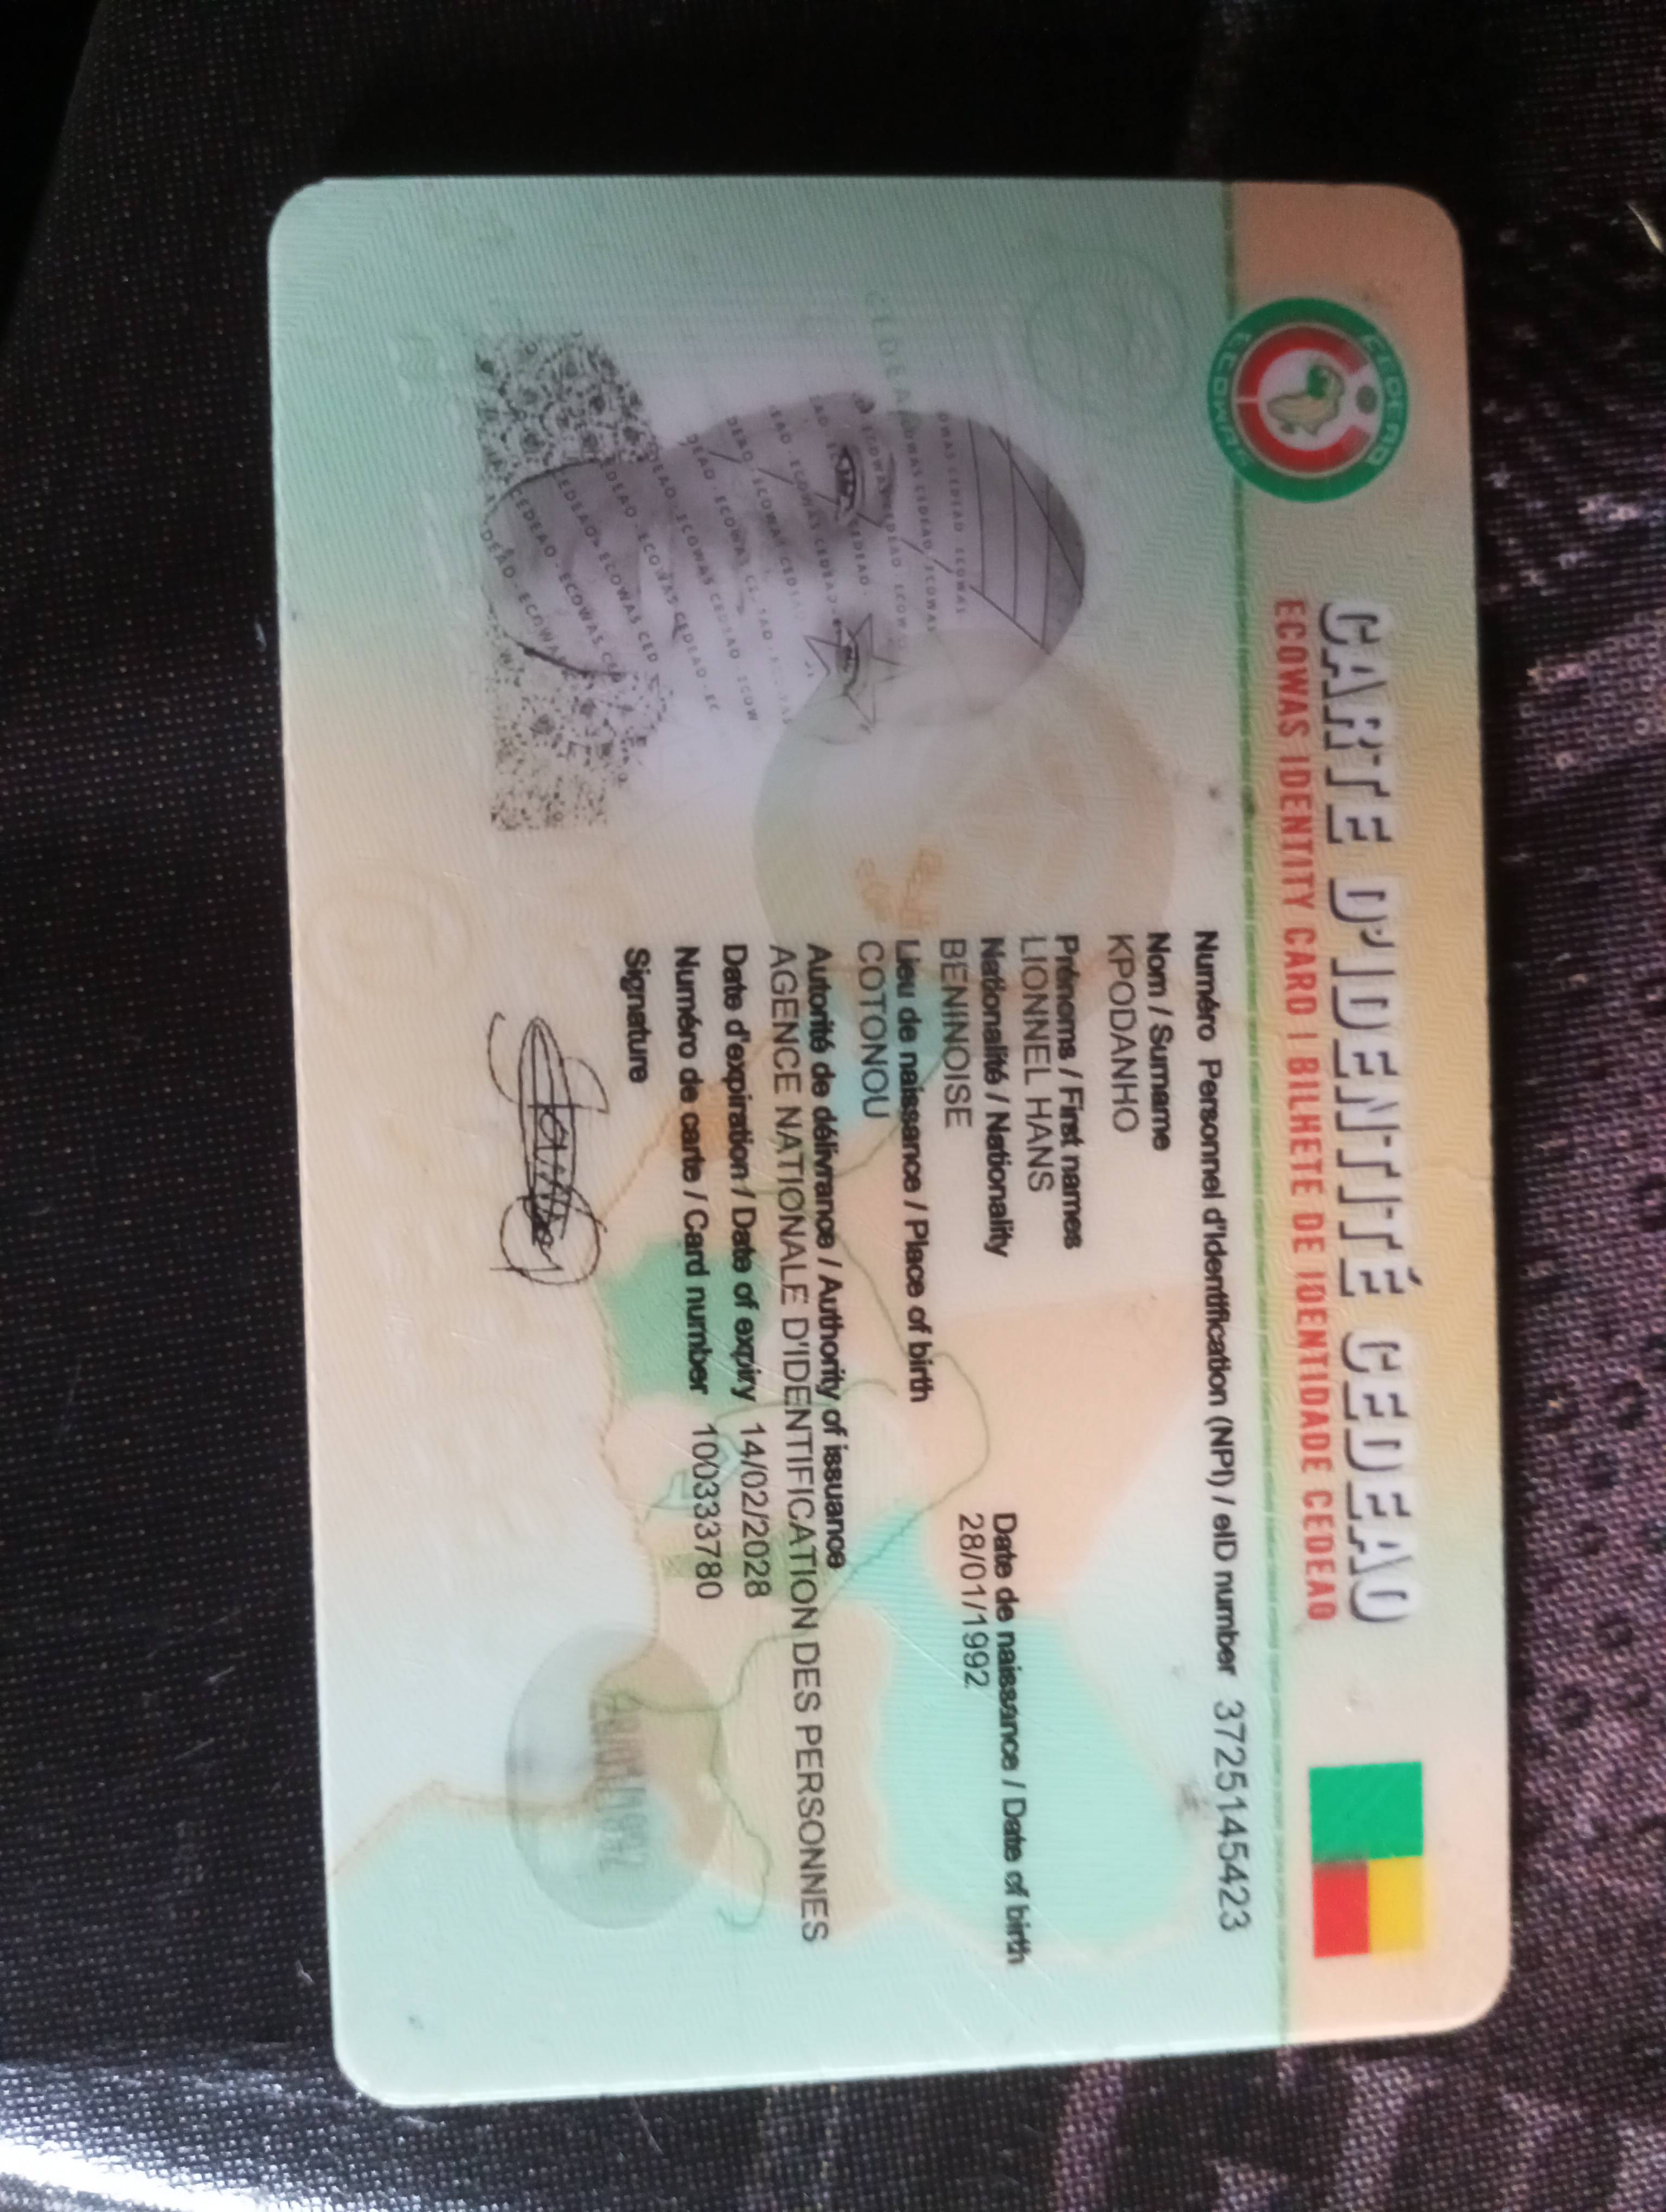 CARTE D'IDENTITÉ CEDEAO
ECOWAS IDENTITY CARD | BILHETE DE IDENTIDADE CEDEAO
CEDEAO
ECOWAS
Numéro Personnel d'Identification (NPI) / eID number 3725145423
Nom / Surname
KPODANHO
Prénoms / First names
LIONNEL HANS
Nationalité / Nationality
BENINOISE
Date de naissance / Date of birth
28/01/1992
Lieu de naissance / Place of birth
COTONOU
Autorité de délivrance / Authority of issuance
AGENCE NATIONALE D'IDENTIFICATION DES PERSONNES
Date d'expiration / Date of expiry 14/02/2028
Numéro de carte / Card number 100333780
Signature